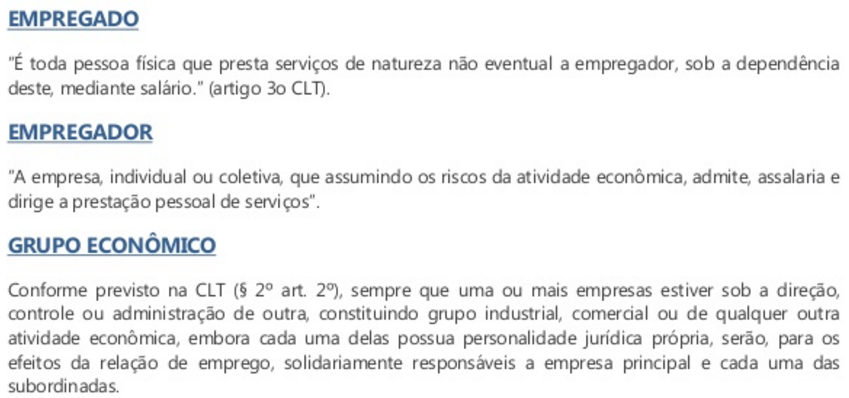 EMPREGADO
"É toda pessoa física que presta serviços de natureza não eventual a empregador, sob a dependência
deste, mediante salário." (artigo 3o CLT).
EMPREGADOR
"A empresa, individual ou coletiva, que assumindo os riscos da atividade econômica, admite, assalaria e
dirige a prestação pessoal de serviços".
GRUPO ECONÔMICO
Conforme previsto na CLT (§ 2º art. 2º), sempre que uma ou mais empresas estiver sob a direção,
controle ou administração de outra, constituindo grupo industrial, comercial ou de qualquer outra
atividade econômica, embora cada uma delas possua personalidade jurídica própria, serão, para os
efeitos da relação de emprego, solidariamente responsáveis a empresa principal e cada uma das
subordinadas.